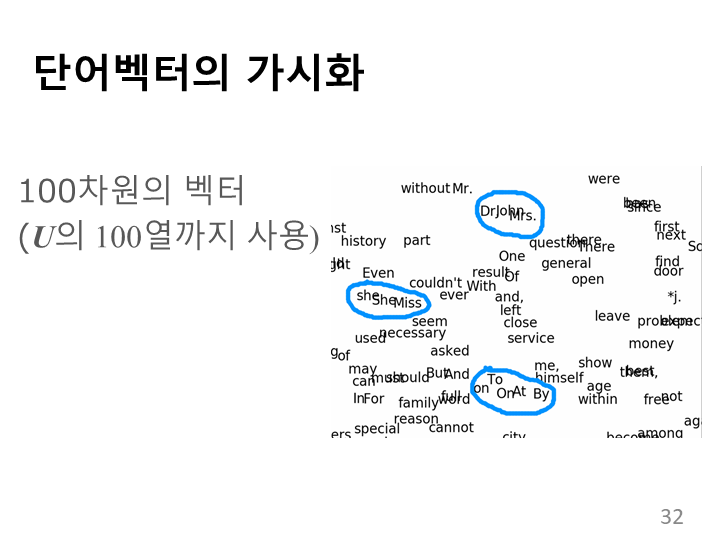 단어벡터의 가시화
100차원의 벡터
(U의 100열까지 사용)
were
without Mr.
Dr John Mrs.
been since
first
next
history part
question there There
One
general
find
door
Even
result Of
open
couldn't With
she She Miss
ever
and,
left
*j.
seem
close
leave
problem expect
used necessary
service
money
of
asked
may
But And
me,
show
best,
can must should
To
himself
them,
on On At By
age
In For
family word full
within
free not
reason
special
cannot
city
become among
32